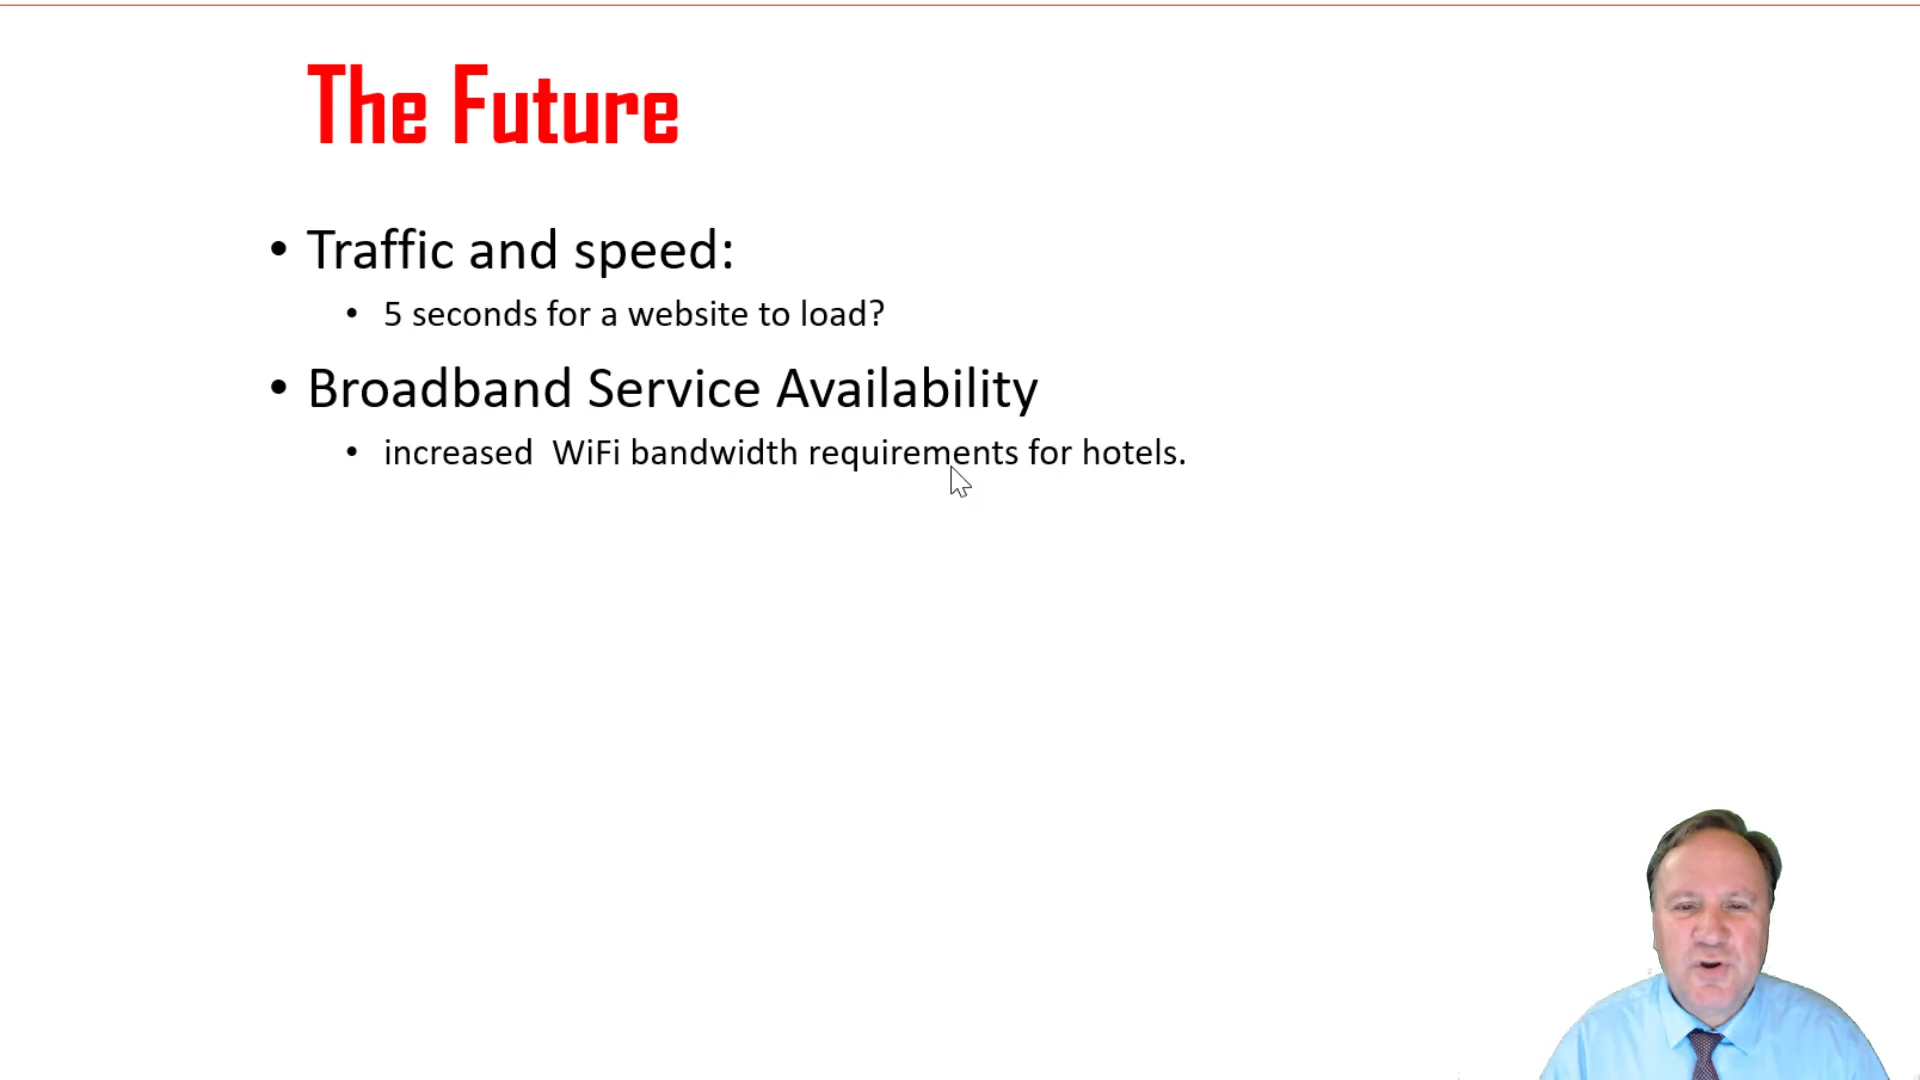 The Future
• Traffic and speed:
• 5 seconds for a website to load?
• Broadband Service Availability
• increased  WiFi bandwidth requirements for hotels.